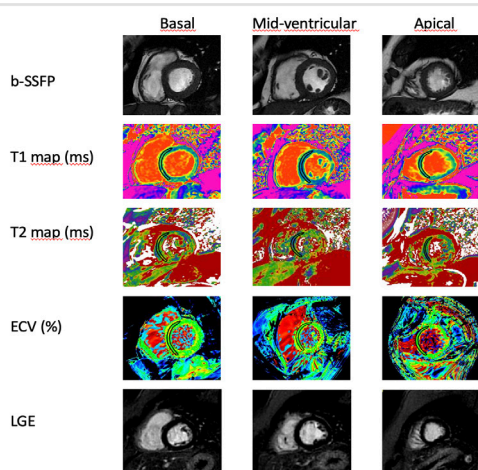 Basal Mid-ventricular Apical
b-SSFP
T1 map (ms)
T2 map (ms)
ECV (%)
LGE